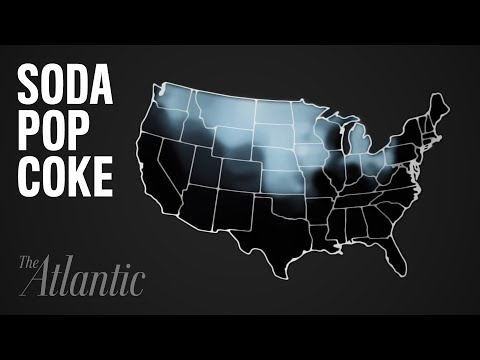 SODA
POP
COKE
The Atlantic